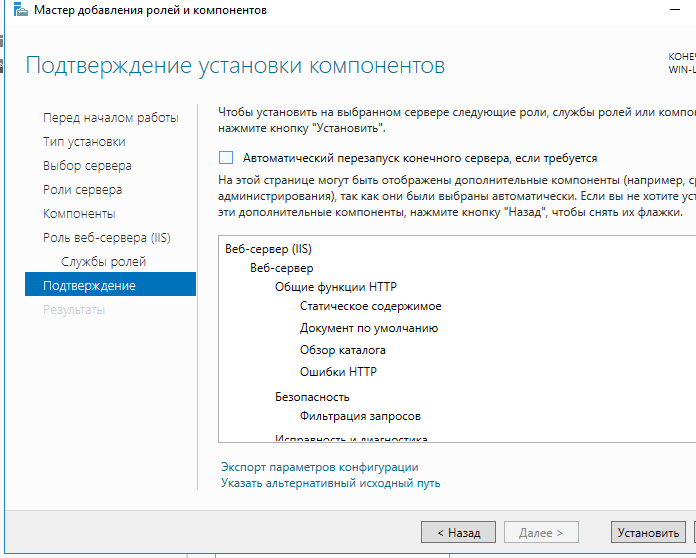 Мастер добавления ролей и компонентов
Подтверждение установки компонентов
КОНЕЧ
WIN-L
Перед началом работы
Тип установки
Выбор сервера
Роли сервера
Компоненты
Роль веб-сервера (IIS)
Службы ролей
Подтверждение
Результаты
Чтобы установить на выбранном сервере следующие роли, службы ролей или компо
нажмите кнопку "Установить".
Автоматический перезапуск конечного сервера, если требуется
На этой странице могут быть отображены дополнительные компоненты (например, ср
администрирования), так как они были выбраны автоматически. Если вы не хотите уст
эти дополнительные компоненты, нажмите кнопку "Назад", чтобы снять их флажки.
Веб-сервер (IIS)
Веб-сервер
Общие функции HTTP
Статическое содержимое
Документ по умолчанию
Обзор каталога
Ошибки HTTP
Безопасность
Фильтрация запросов
Исправность и диагностика
Экспорт параметров конфигурации
Указать альтернативный исходный путь
< Назад
Далее >
Установить